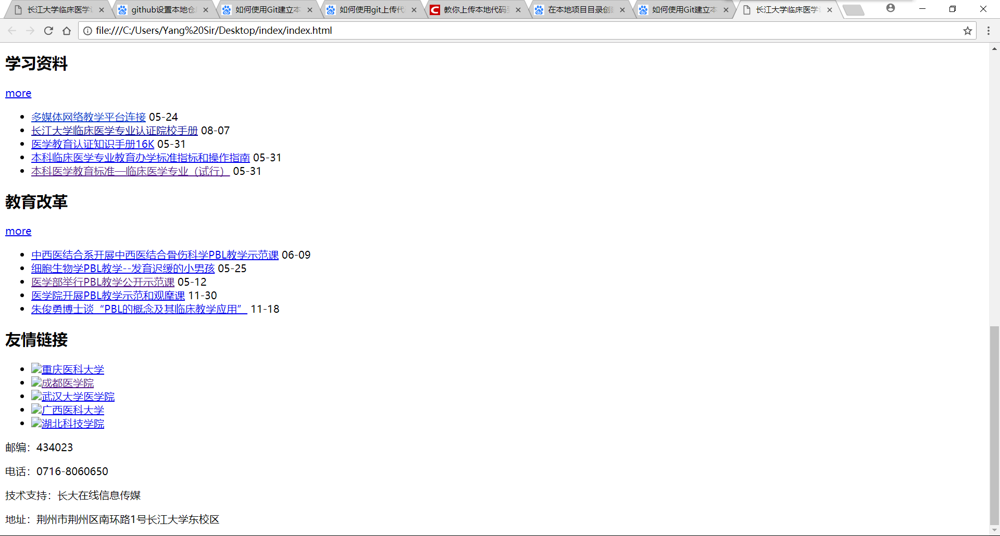 长江大学临床医学
github设置本地仓
如何使用Git建立本
如何使用git上传代
教你上传本地代码
在本地项目目录创
如何使用Git建立本
长江大学临床医学
file:///C:/Users/Yang%20Sir/Desktop/index/index.html
学习资料
more
多媒体网络教学平台连接 05-24
长江大学临床医学专业认证院校手册 08-07
医学教育认证知识手册16K 05-31
本科临床医学专业教育办学标准指标和操作指南 05-31
本科医学教育标准—临床医学专业（试行） 05-31
教育改革
more
中西医结合系开展中西医结合骨伤科学PBL教学示范课 06-09
细胞生物学PBL教学--发育迟缓的小男孩 05-25
医学部举行PBL教学公开示范课 05-12
医学院开展PBL教学示范和观摩课 11-30
朱俊勇博士谈“PBL的概念及其临床教学应用” 11-18
友情链接
重庆医科大学
成都医学院
武汉大学医学院
广西医科大学
湖北科技学院
邮编：434023
电话：0716-8060650
技术支持：长大在线信息传媒
地址：荆州市荆州区南环路1号长江大学东校区